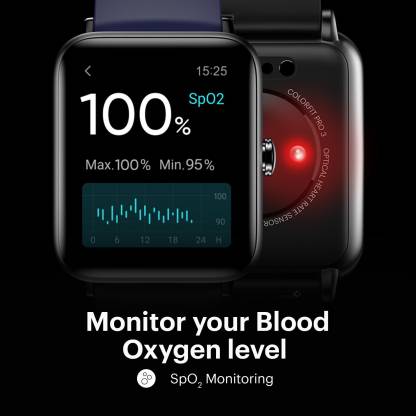 15:25
100% SpO2
Max.100% Min.95%
100
90
0 6 12 18 24 H
COLORFIT PRO 3
OPTICAL HEART RATE SENSOR
Monitor your Blood
Oxygen level
SpO2 Monitoring